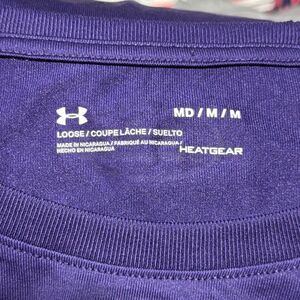 MD / M / M
LOOSE / COUPE LÂCHE / SUELTO
MADE IN NICARAGUA / FABRIQUÉ AU NICARAGUA /
HECHO EN NICARAGUA
HEATGEAR